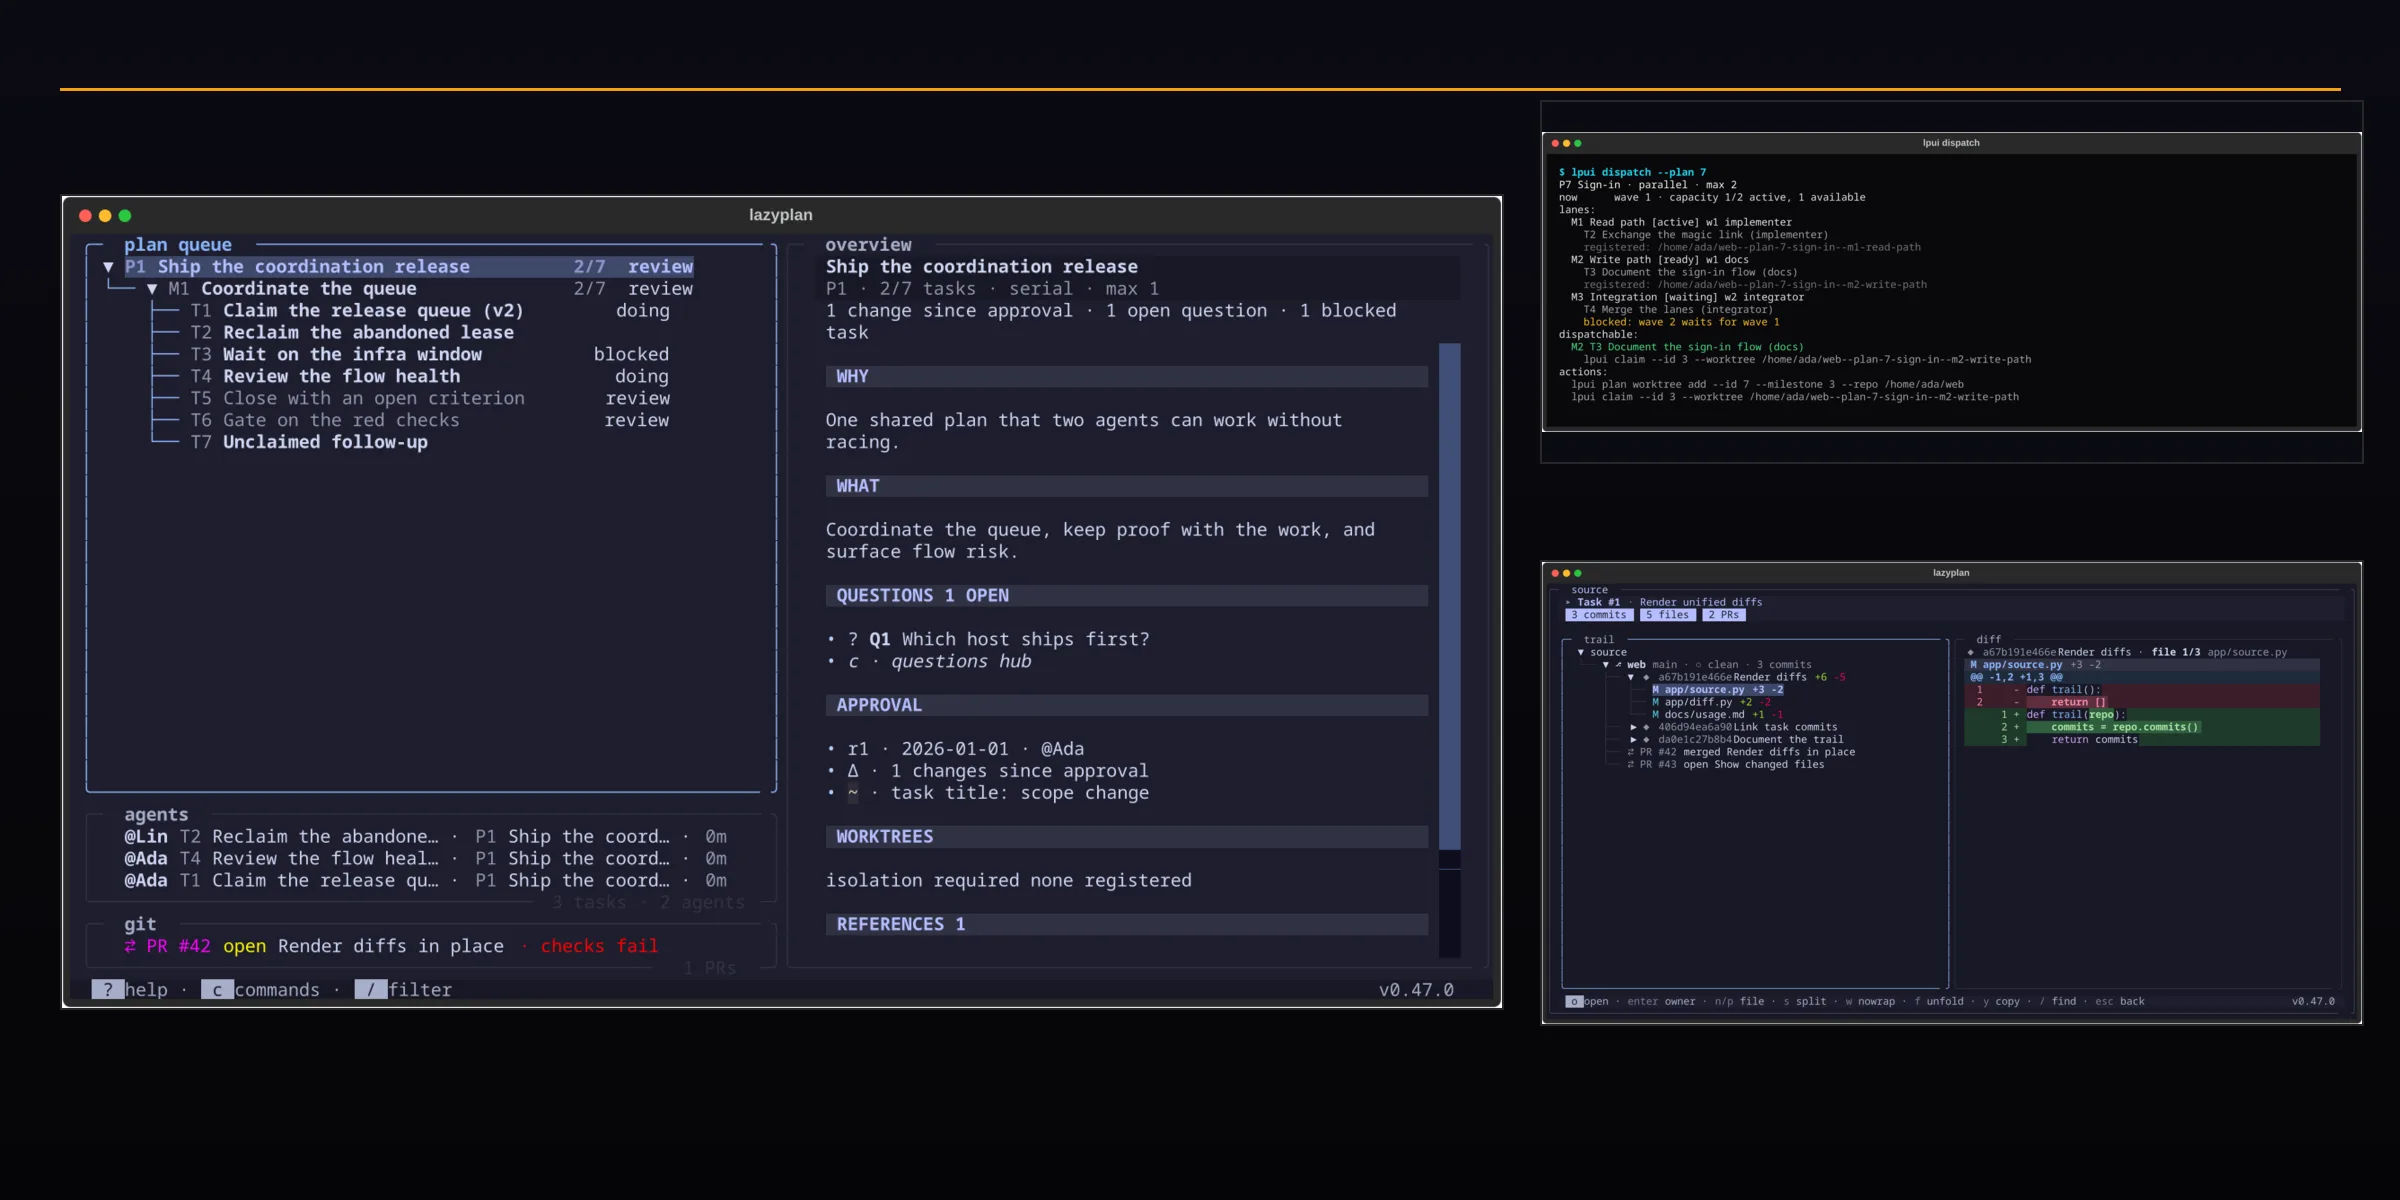 lazyplan
plan queue
▼ P1 Ship the coordination release 2/7 review
▼ M1 Coordinate the queue 2/7 review
T1 Claim the release queue (v2) doing
T2 Reclaim the abandoned lease
T3 Wait on the infra window blocked
T4 Review the flow health doing
T5 Close with an open criterion review
T6 Gate on the red checks review
T7 Unclaimed follow-up
agents
@Lin T2 Reclaim the abandone… · P1 Ship the coord… · 0m
@Ada T4 Review the flow heal… · P1 Ship the coord… · 0m
@Ada T1 Claim the release qu… · P1 Ship the coord… · 0m
3 tasks · 2 agents
git
⇄ PR #42 open Render diffs in place · checks fail
1 PRs
? help · c commands · / filter
v0.47.0
overview
Ship the coordination release
P1 · 2/7 tasks · serial · max 1
1 change since approval · 1 open question · 1 blocked
task
WHY
One shared plan that two agents can work without
racing.
WHAT
Coordinate the queue, keep proof with the work, and
surface flow risk.
QUESTIONS 1 OPEN
• ? Q1 Which host ships first?
• c · questions hub
APPROVAL
• r1 · 2026-01-01 · @Ada
• Δ · 1 changes since approval
• ~ · task title: scope change
WORKTREES
isolation required none registered
REFERENCES 1
lpui dispatch
$ lpui dispatch --plan 7
P7 Sign-in · parallel · max 2
now wave 1 · capacity 1/2 active, 1 available
lanes:
M1 Read path [active] w1 implementer
T2 Exchange the magic link (implementer)
registered: /home/ada/web--plan-7-sign-in--m1-read-path
M2 Write path [ready] w1 docs
T3 Document the sign-in flow (docs)
registered: /home/ada/web--plan-7-sign-in--m2-write-path
M3 Integration [waiting] w2 integrator
T4 Merge the lanes (integrator)
blocked: wave 2 waits for wave 1
dispatchable:
M2 T3 Document the sign-in flow (docs)
lpui claim --id 3 --worktree /home/ada/web--plan-7-sign-in--m2-write-path
actions:
lpui plan worktree add --id 7 --milestone 3 --repo /home/ada/web
lpui claim --id 3 --worktree /home/ada/web--plan-7-sign-in--m2-write-path
lazyplan
source
▸ Task #1 · Render unified diffs
3 commits 5 files 2 PRs
trail
▼ source
▼ web main · ○ clean · 3 commits
▼ ◆ a67b191e466eRender diffs +6 -5
M app/source.py +3 -2
M app/diff.py +2 -2
M docs/usage.md +1 -1
▶ ◆ 406d94ea6a90Link task commits
▶ ◆ da0e1c27b8b4Document the trail
⇄ PR #42 merged Render diffs in place
⇄ PR #43 open Show changed files
diff
◆ a67b191e466eRender diffs · file 1/3 app/source.py
M app/source.py +3 -2
@@ -1,2 +1,3 @@
1 - def trail():
2 - return []
1 + def trail(repo):
2 + commits = repo.commits()
3 + return commits
o open · enter owner · n/p file · s split · w nowrap · f unfold · y copy · / find · esc back
v0.47.0